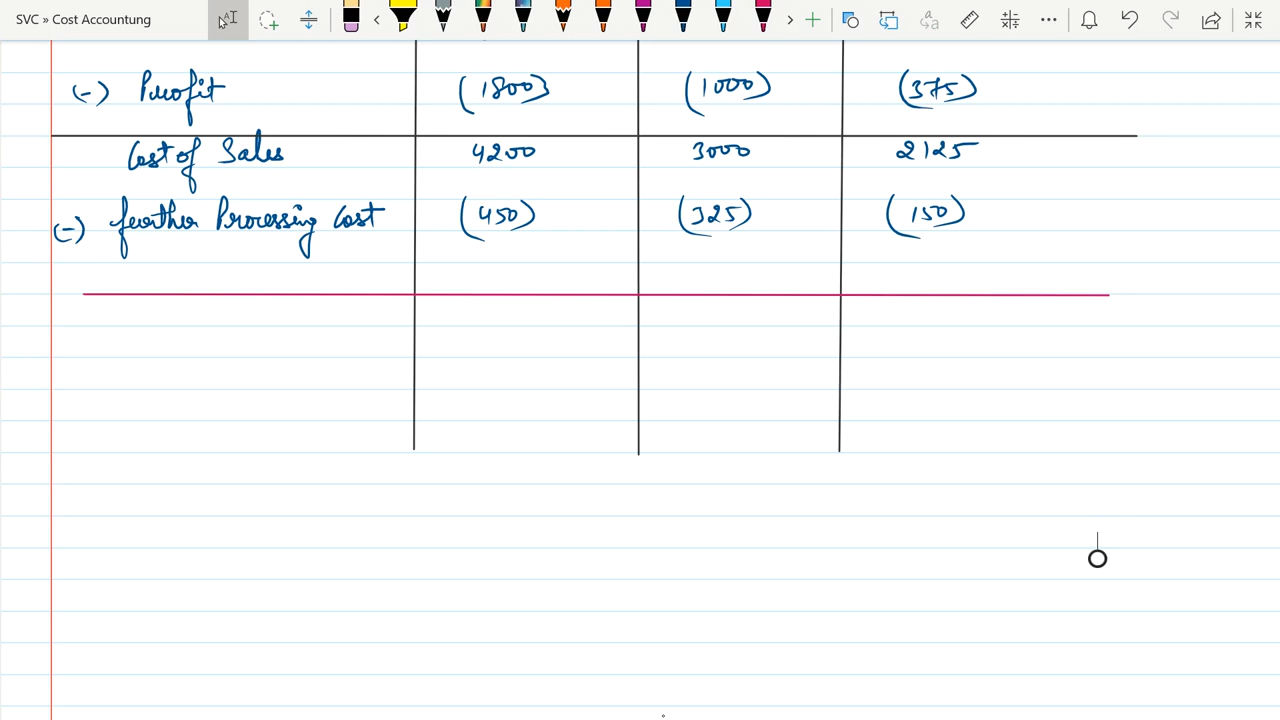 SVC » Cost Accountung
(-) Profit (1800) (1000) (375)
Cost of Sales 4200 3000 2125
(-) further Processing Cost (450) (325) (150)